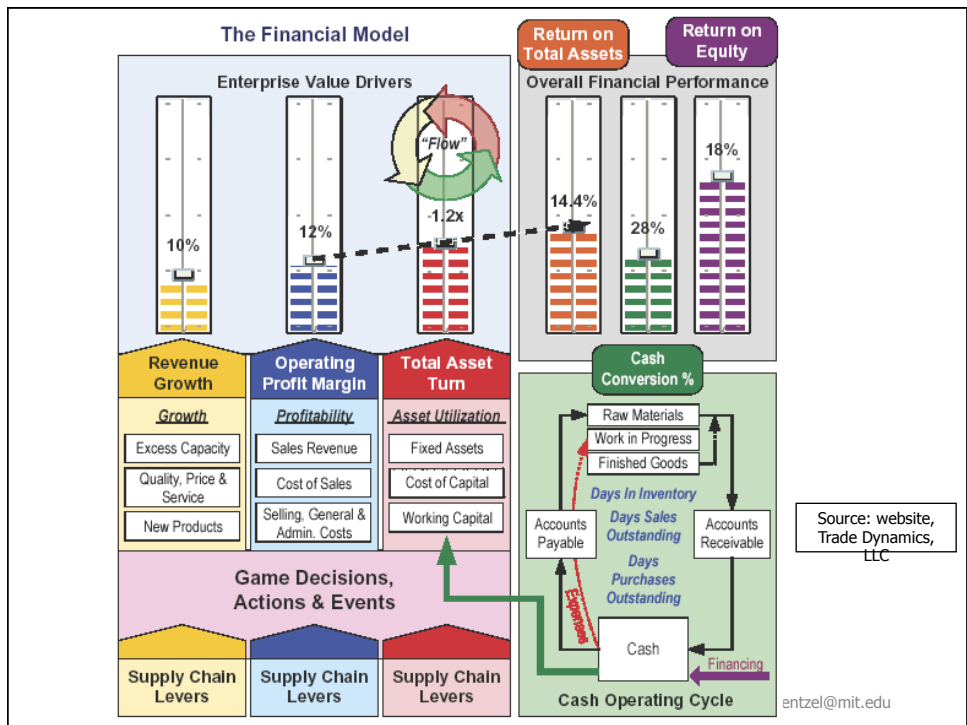 The Financial Model
Return on
Total Assets
Return on
Equity
Enterprise Value Drivers
Overall Financial Performance
"Flow"
10%
12%
1.2x
14.4%
28%
18%
Revenue
Growth
Operating
Profit Margin
Total Asset
Turn
Cash
Conversion %
Growth
Excess Capacity
Quality, Price &
Service
New Products
Profitability
Sales Revenue
Cost of Sales
Selling, General &
Admin. Costs
Asset Utilization
Fixed Assets
Cost of Capital
Working Capital
Raw Materials
Work in Progress
Finished Goods
Days In Inventory
Days Sales
Outstanding
Days
Purchases
Outstanding
Accounts
Payable
Accounts
Receivable
Expenses
Cash
Financing
Cash Operating Cycle
Game Decisions,
Actions & Events
Supply Chain
Levers
Supply Chain
Levers
Supply Chain
Levers
Source: website,
Trade Dynamics,
LLC
entzel@mit.edu